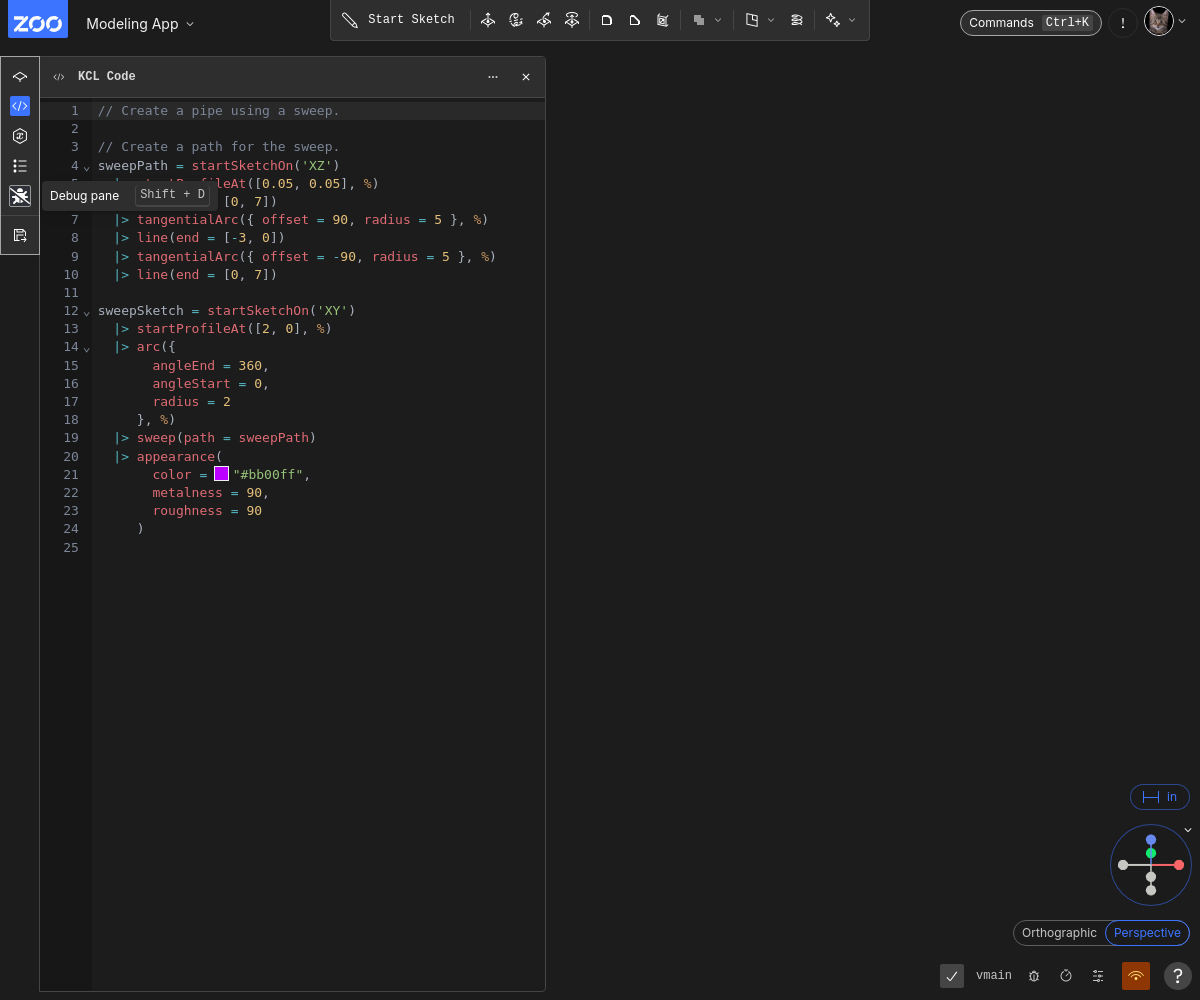 ZOO Modeling App Start Sketch Commands Ctrl+K !
KCL Code
1 // Create a pipe using a sweep.
2
3 // Create a path for the sweep.
4 sweepPath = startSketchOn('XZ')
At([0.05, 0.05], %)
Debug pane Shift + D
[0, 7])
7 |> tangentialArc({ offset = 90, radius = 5 }, %)
8 |> line(end = [-3, 0])
9 |> tangentialArc({ offset = -90, radius = 5 }, %)
10 |> line(end = [0, 7])
11
12 sweepSketch = startSketchOn('XY')
13 |> startProfileAt([2, 0], %)
14 |> arc({
15 angleEnd = 360,
16 angleStart = 0,
17 radius = 2
18 }, %)
19 |> sweep(path = sweepPath)
20 |> appearance(
21 color = "#bb00ff",
22 metalness = 90,
23 roughness = 90
24 )
25
in
Orthographic Perspective
vmain ?